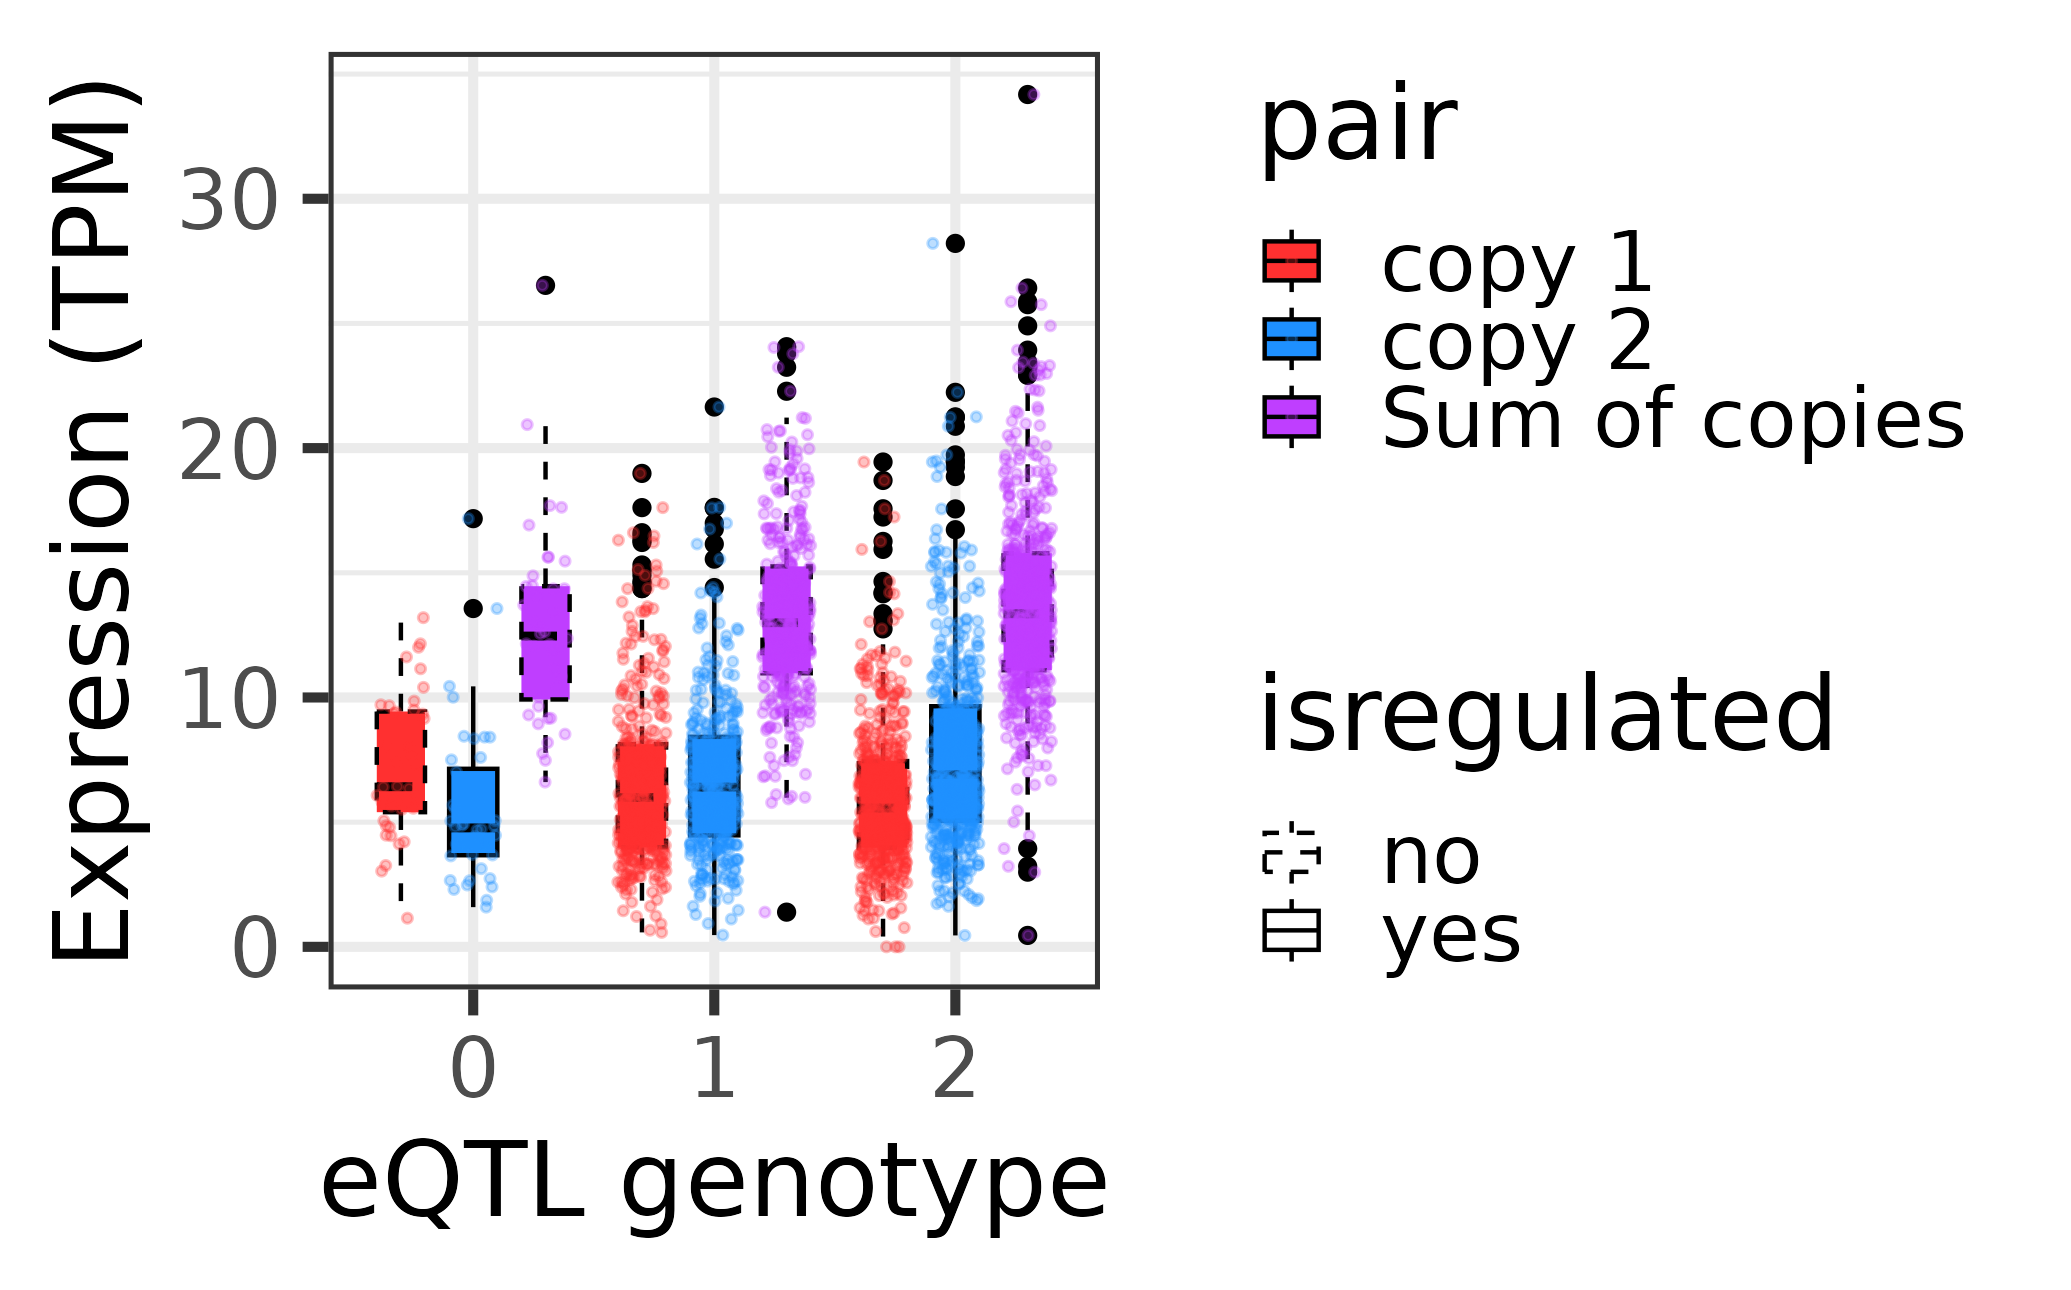 Expression (TPM)
30
20
10
0
0 1 2
eQTL genotype
pair
copy 1
copy 2
Sum of copies
isregulated
no
yes